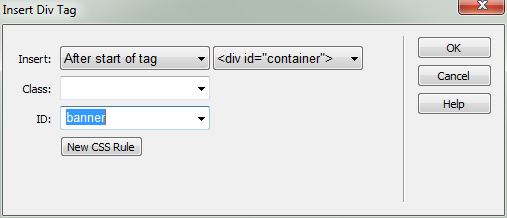 Insert Div Tag
Insert: After start of tag <div id="container"> OK
Class: Cancel
ID: banner Help
New CSS Rule